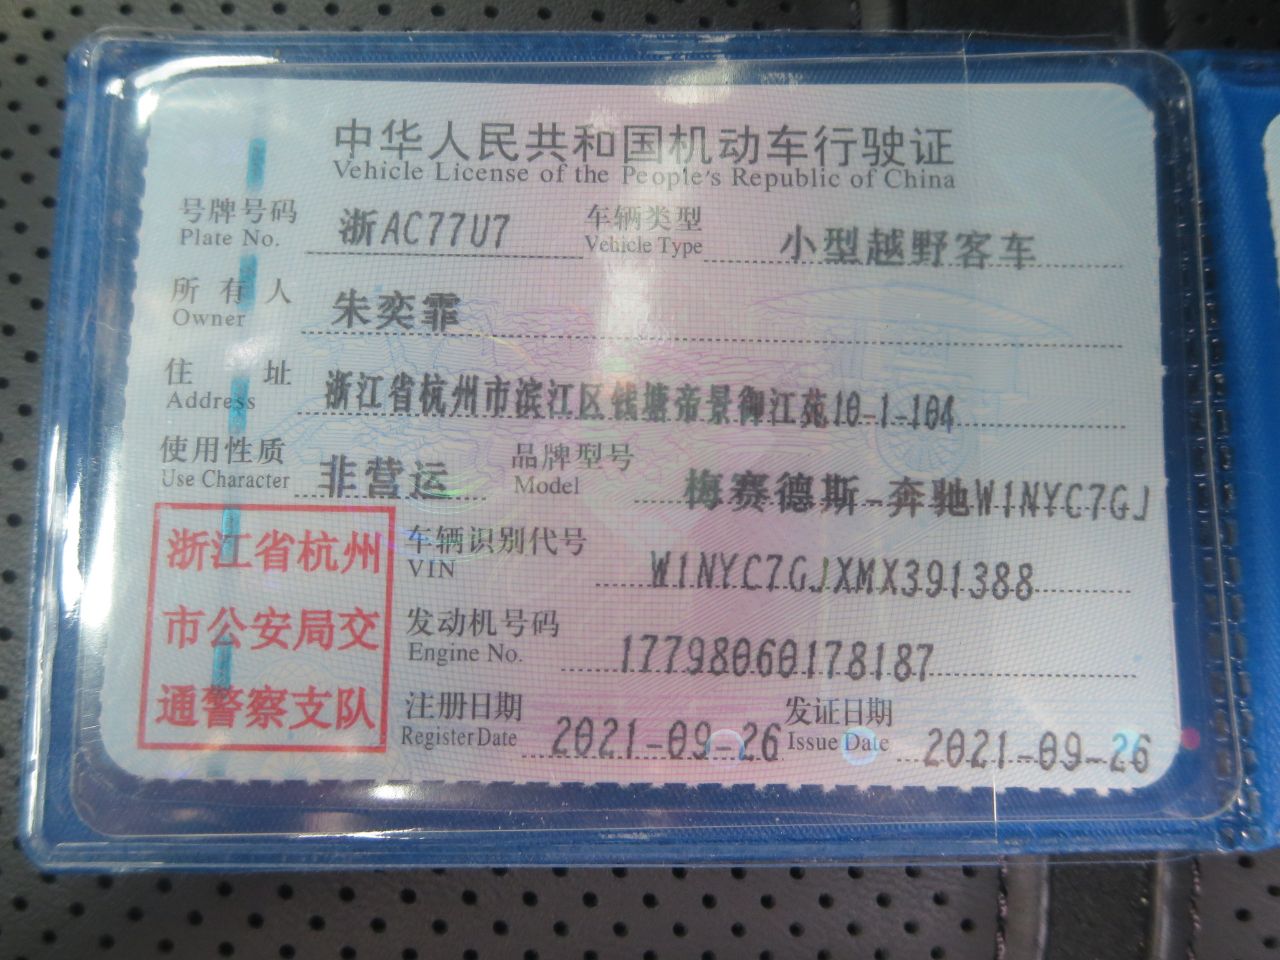 中华人民共和国机动车行驶证
Vehicle License of the People's Republic of China
号牌号码 浙AC77U7 车辆类型 小型越野客车
Plate No. Vehicle Type
所有人 朱奕霏
Owner
住址 浙江省杭州市滨江区钱塘帝景御江苑10-1-104
Address
使用性质 非营运 品牌型号 梅赛德斯-奔驰W1NYC7GJ
Use Character Model
浙江省杭州
市公安局交
通警察支队
车辆识别代号 W1NYC7GJXMX391388
VIN
发动机号码 17798060178187
Engine No.
注册日期 2021-09-26 发证日期 2021-09-26
Register Date Issue Date